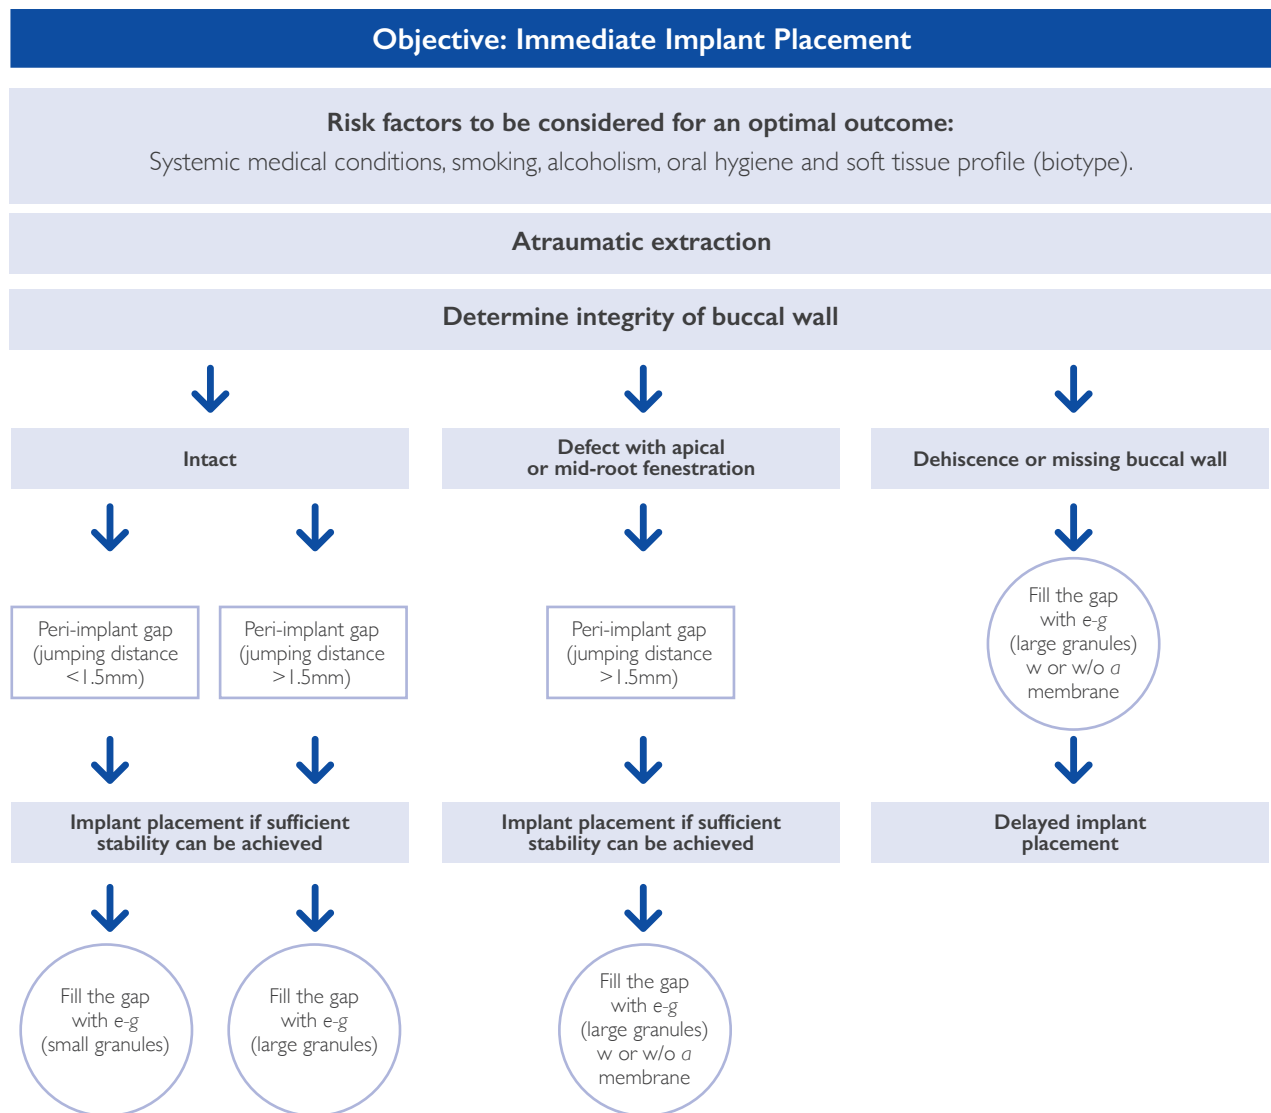 Objective: Immediate Implant Placement
Risk factors to be considered for an optimal outcome:
Systemic medical conditions, smoking, alcoholism, oral hygiene and soft tissue profile (biotype).
Atraumatic extraction
Determine integrity of buccal wall
Intact
Defect with apical
or mid-root fenestration
Dehiscence or missing buccal wall
Peri-implant gap
(jumping distance
<1.5mm)
Peri-implant gap
(jumping distance
>1.5mm)
Peri-implant gap
(jumping distance
>1.5mm)
Fill the gap
with e-g
(large granules)
w or w/o a
membrane
Implant placement if sufficient
stability can be achieved
Implant placement if sufficient
stability can be achieved
Delayed implant
placement
Fill the gap
with e-g
(small granules)
Fill the gap
with e-g
(large granules)
Fill the gap
with e-g
(large granules)
w or w/o a
membrane